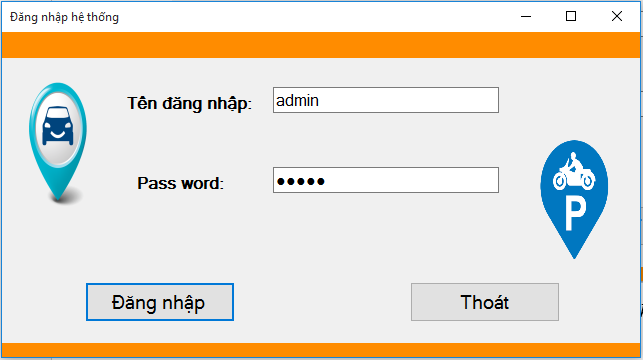 Đăng nhập hệ thống
Tên đăng nhập:
admin
Pass word:
●●●●●
P
Đăng nhập
Thoát